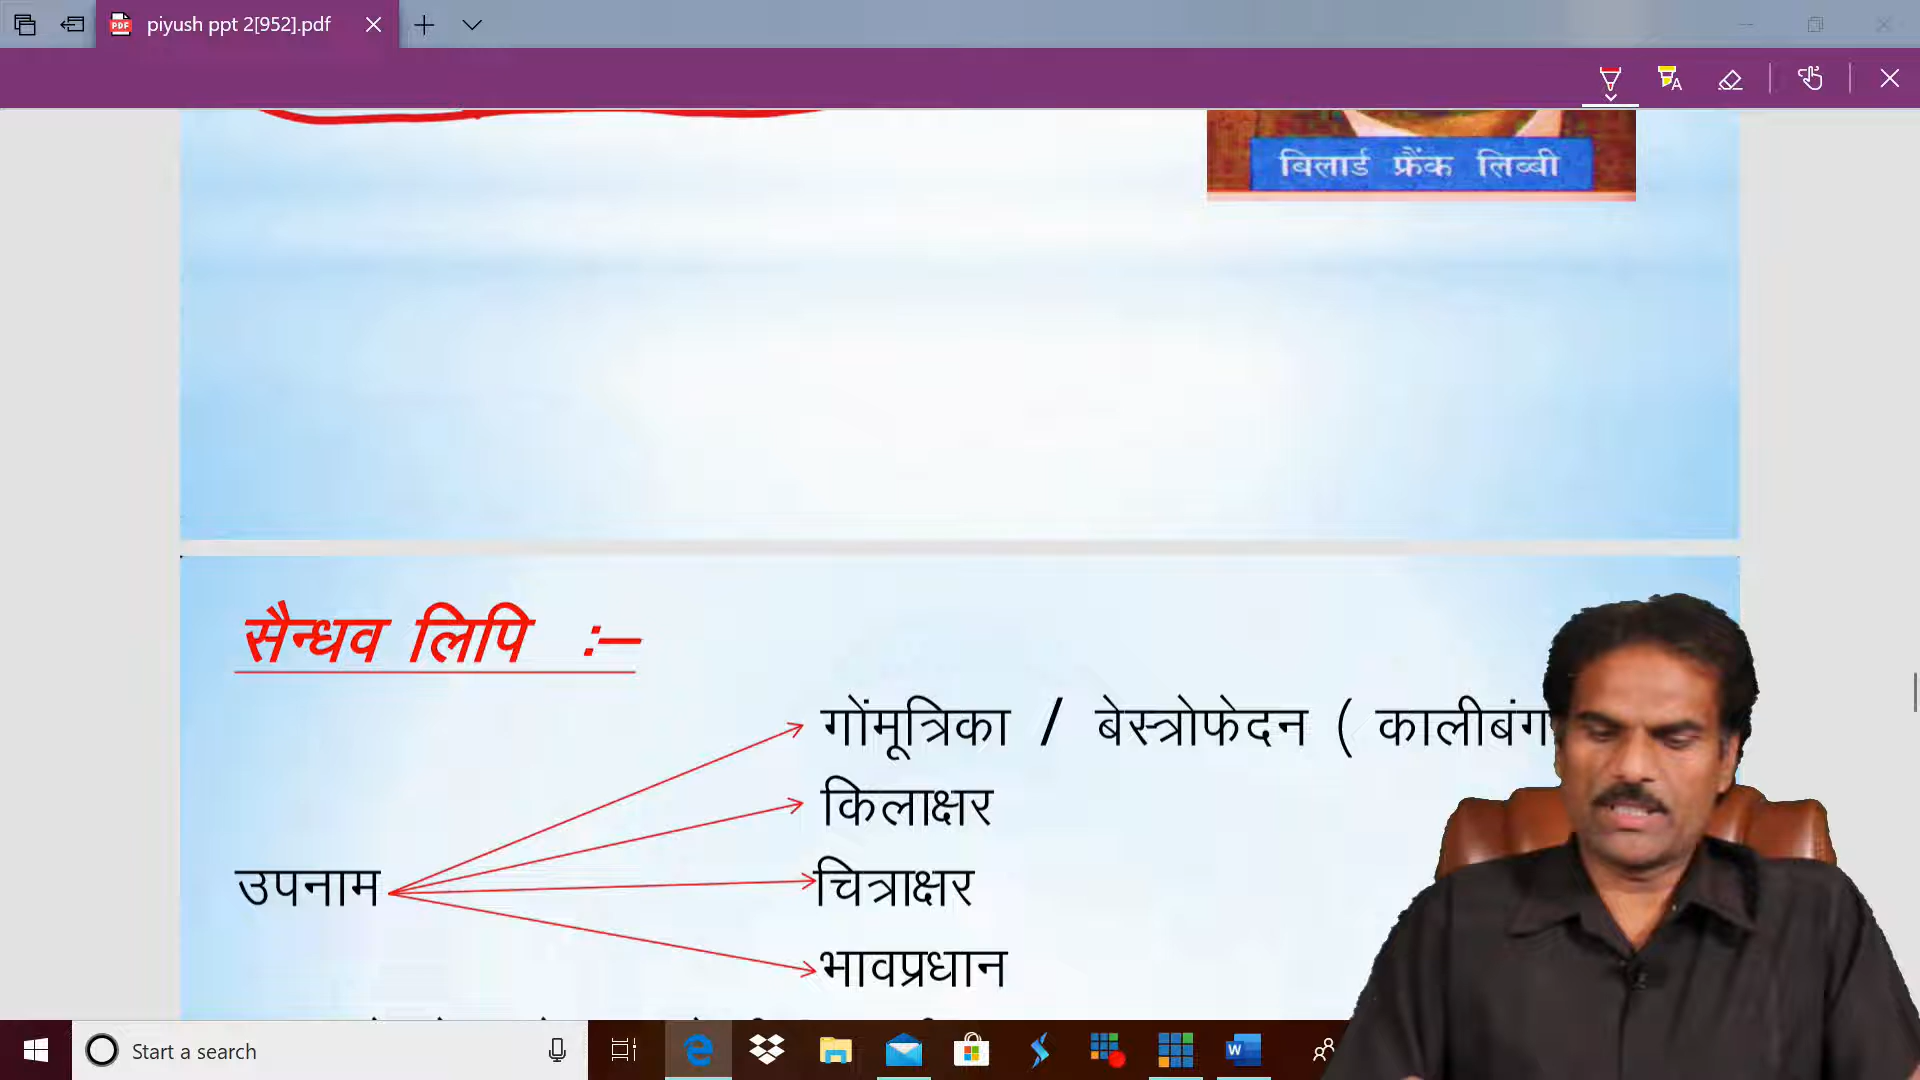 piyush ppt 2[952].pdf
बिलार्ड फ्रैंक लिब्बी
सैन्धव लिपि :–
गोंमूत्रिका / बेस्त्रोफेदन ( कालीबंग
किलाक्षर
उपनाम
चित्राक्षर
भावप्रधान
Start a search